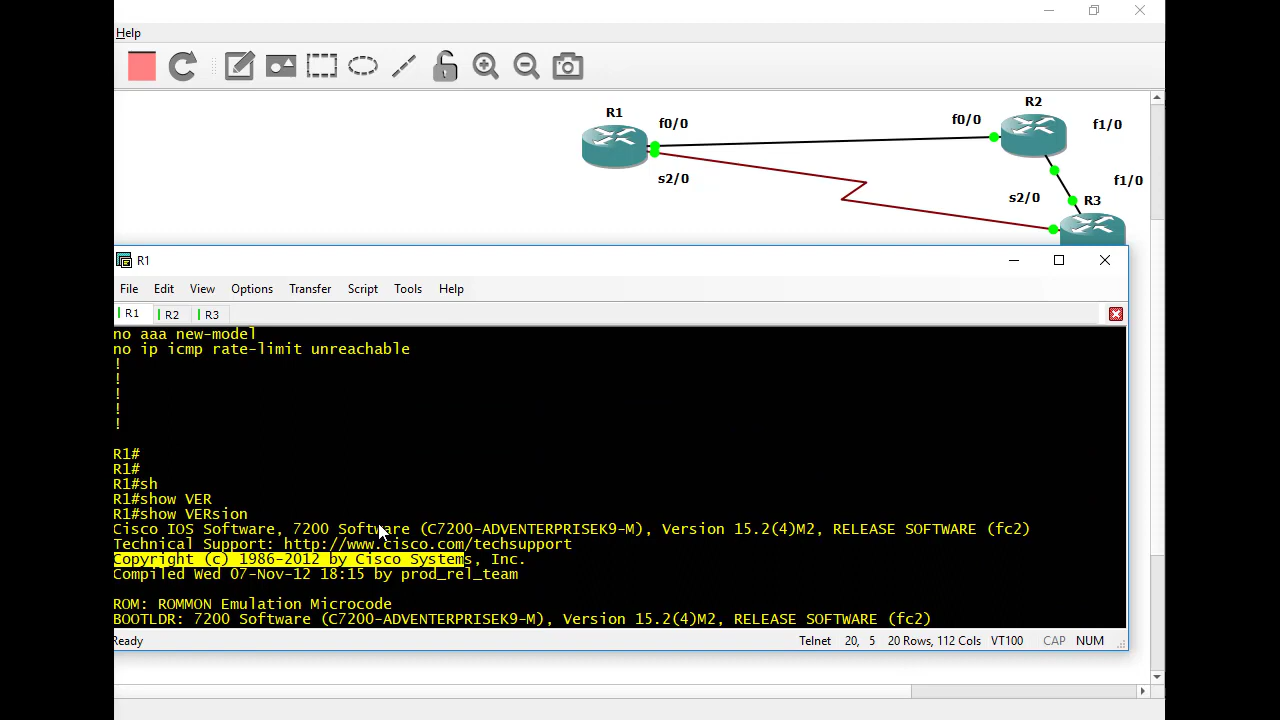 Help
R1
f0/0
f0/0
R2
f1/0
s2/0
f1/0
s2/0
R3
R1
File Edit View Options Transfer Script Tools Help
R1 R2 R3
no aaa new-model
no ip icmp rate-limit unreachable
!
!
!
!
!
R1#
R1#
R1#sh
R1#show VER
R1#show VERsion
Cisco IOS Software, 7200 Software (C7200-ADVENTERPRISEK9-M), Version 15.2(4)M2, RELEASE SOFTWARE (fc2)
Technical Support: http://www.cisco.com/techsupport
Copyright (c) 1986-2012 by Cisco Systems, Inc.
Compiled Wed 07-Nov-12 18:15 by prod_rel_team
ROM: ROMMON Emulation Microcode
BOOTLDR: 7200 Software (C7200-ADVENTERPRISEK9-M), Version 15.2(4)M2, RELEASE SOFTWARE (fc2)
Ready Telnet 20, 5 20 Rows, 112 Cols VT100 CAP NUM